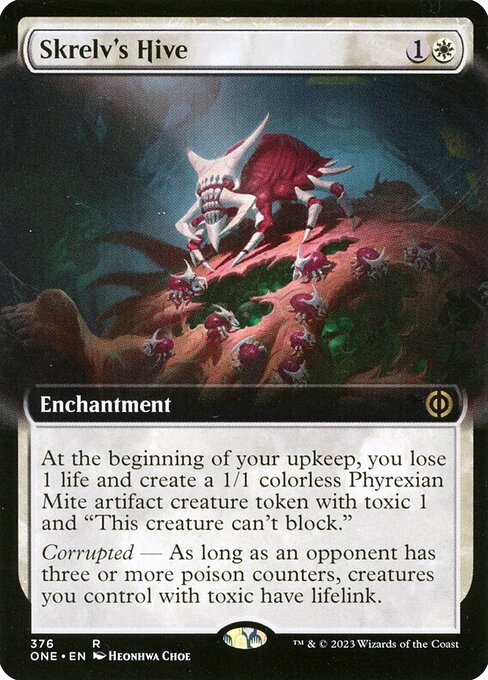 Skrelv's Hive 1
Enchantment
At the beginning of your upkeep, you lose
1 life and create a 1/1 colorless Phyrexian
Mite artifact creature token with toxic 1
and “This creature can't block.”
Corrupted — As long as an opponent has
three or more poison counters, creatures
you control with toxic have lifelink.
376 R
ONE • EN Heonhwa Choe
™ & © 2023 Wizards of the Coast